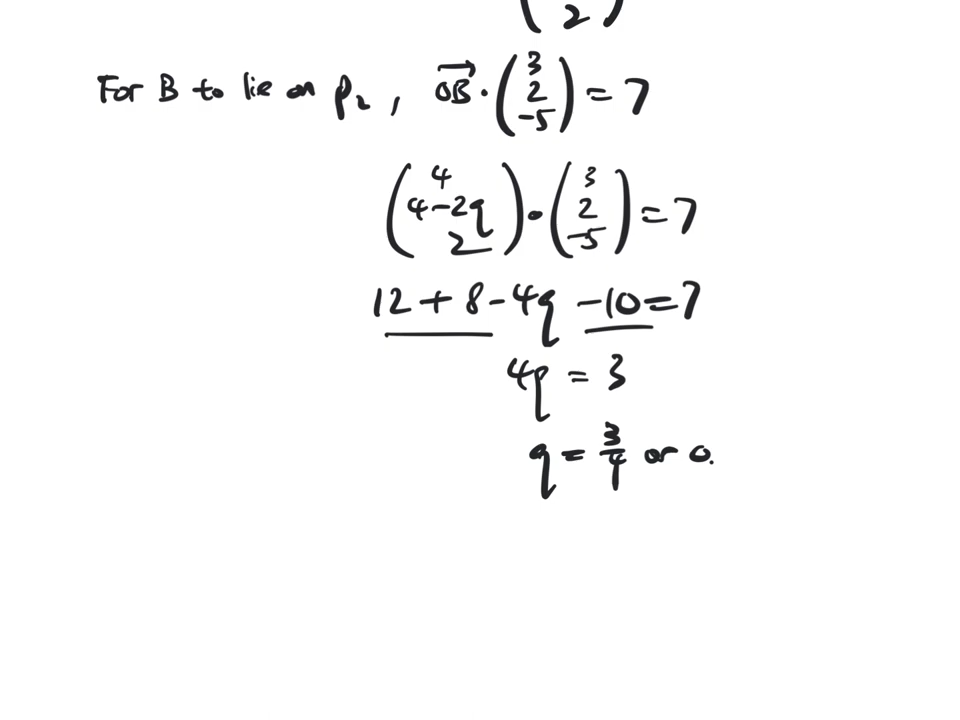 2
For B to lie on p₂, OB⃗ · (3 2 -5) = 7
(4 4-2q 2) · (3 2 -5) = 7
12 + 8 - 4q - 10 = 7
4q = 3
q = 3/4 or 0.